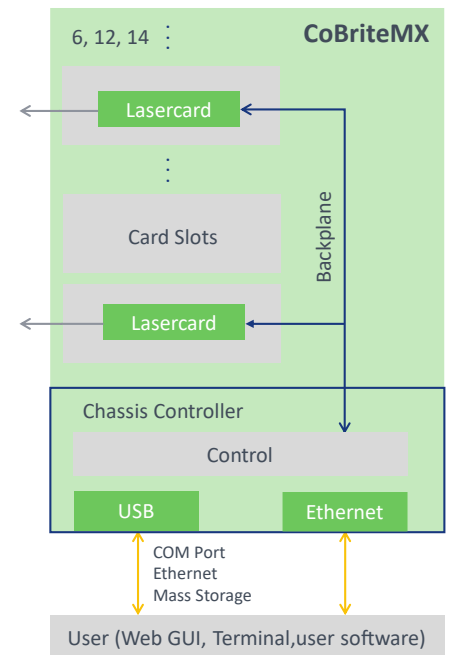 6, 12, 14
CoBriteMX
Lasercard
Card Slots
Backplane
Lasercard
Chassis Controller
Control
USB
Ethernet
COM Port
Ethernet
Mass Storage
User (Web GUI, Terminal,user software)